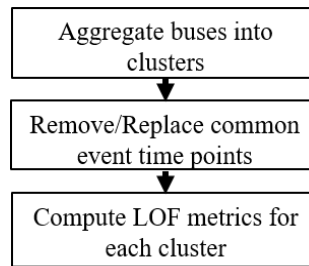 Aggregate buses into
clusters
Remove/Replace common
event time points
Compute LOF metrics for
each cluster